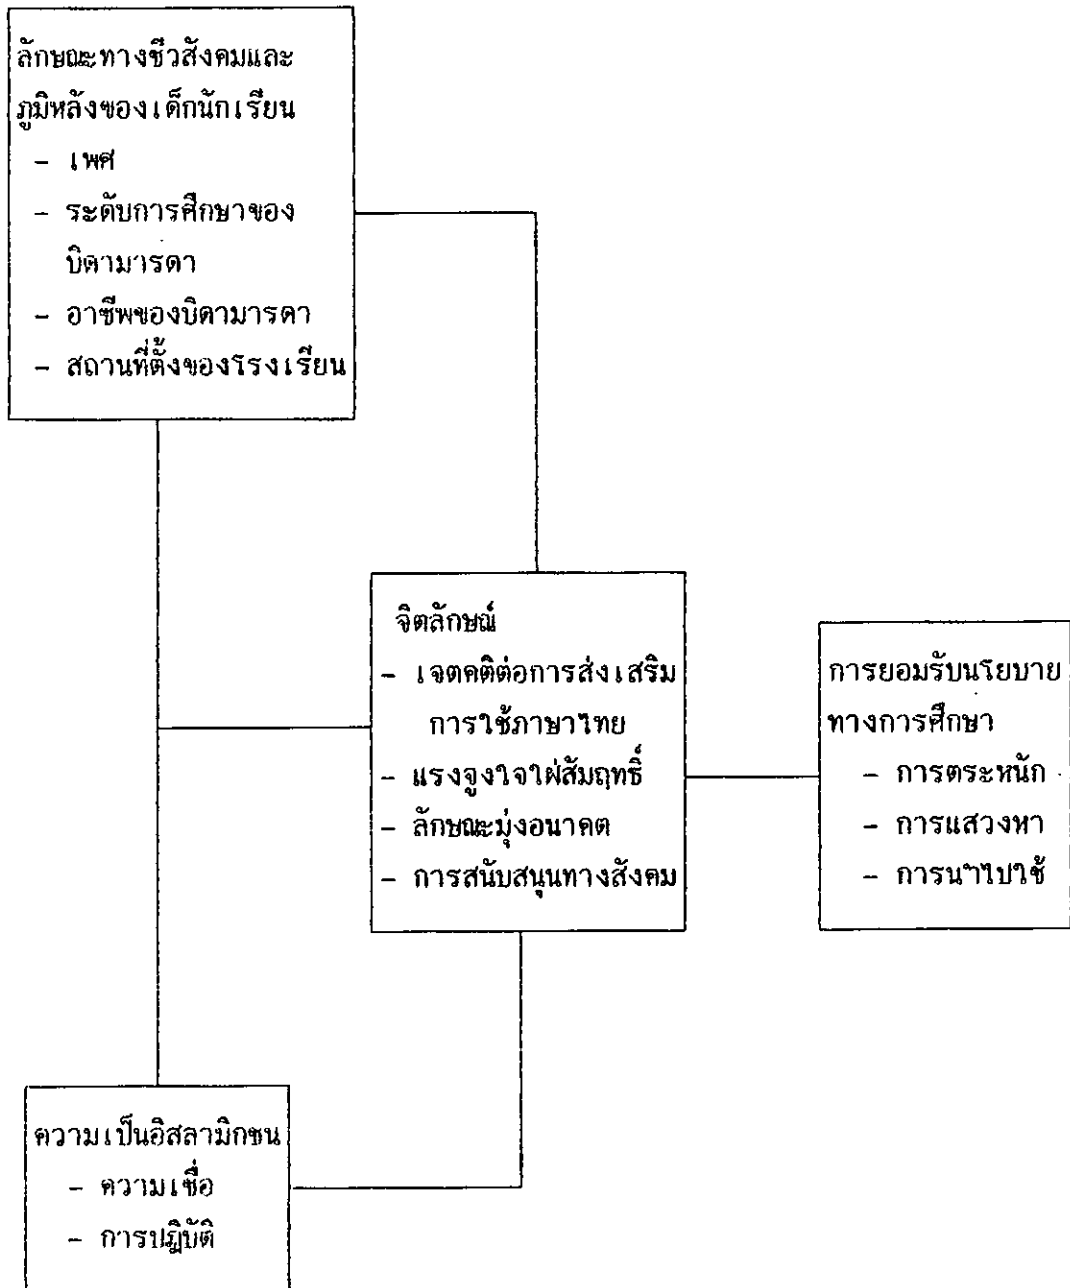 ลักษณะทางชีวสังคมและ
ภูมิหลังของเด็กนักเรียน
- เพศ
- ระดับการศึกษาของ
บิดามารดา
- อาชีพของบิดามารดา
- สถานที่ตั้งของโรงเรียน
จิตลักษณ์
- เจตคติต่อการส่งเสริม
การใช้ภาษาไทย
- แรงจูงใจใฝ่สัมฤทธิ์
- ลักษณะมุ่งอนาคต
- การสนับสนุนทางสังคม
การยอมรับนโยบาย
ทางการศึกษา
- การตระหนัก
- การแสวงหา
- การนำไปใช้
ความเป็นอิสลามิกชน
- ความเชื่อ
- การปฏิบัติ